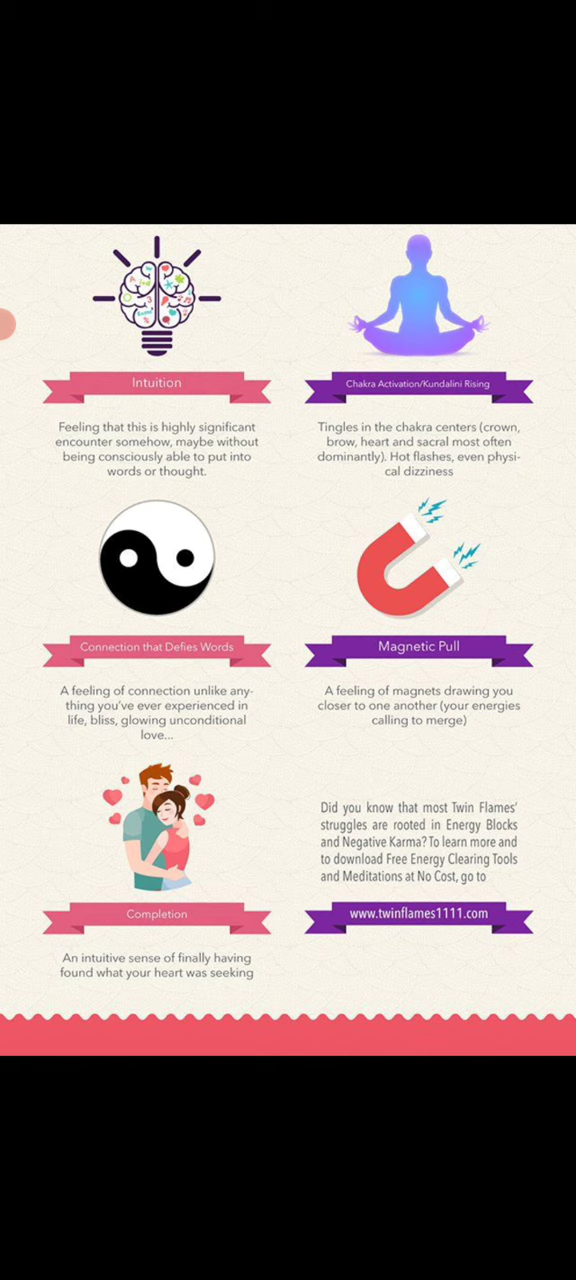 Intuition
Feeling that this is highly significant
encounter somehow, maybe without
being consciously able to put into
words or thought.
Chakra Activation/Kundalini Rising
Tingles in the chakra centers (crown,
brow, heart and sacral most often
dominantly). Hot flashes, even physi-
cal dizziness
Connection that Defies Words
A feeling of connection unlike any-
thing you've ever experienced in
life, bliss, glowing unconditional
love...
Magnetic Pull
A feeling of magnets drawing you
closer to one another (your energies
calling to merge)
Completion
An intuitive sense of finally having
found what your heart was seeking
Did you know that most Twin Flames'
struggles are rooted in Energy Blocks
and Negative Karma? To learn more and
to download Free Energy Clearing Tools
and Meditations at No Cost, go to
www.twinflames1111.com